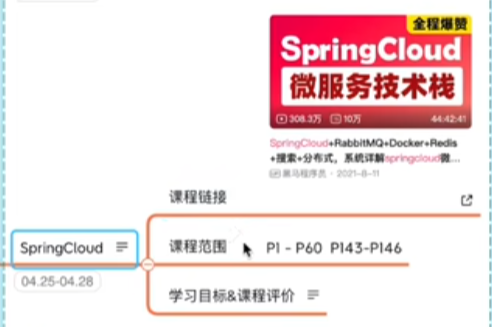 全程爆赞
SpringCloud
微服务技术栈
308.3万 10万 44:42:41
SpringCloud+RabbitMQ+Docker+Redis
+搜索+分布式，系统详解springcloud微...
黑马程序员 · 2021-8-11
课程链接
SpringCloud
课程范围 P1 - P60 P143-P146
04.25-04.28
学习目标&课程评价